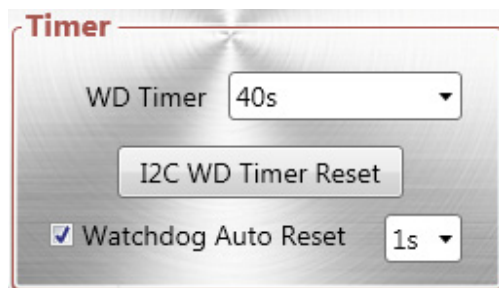 Timer
WD Timer 40s
I2C WD Timer Reset
Watchdog Auto Reset 1s